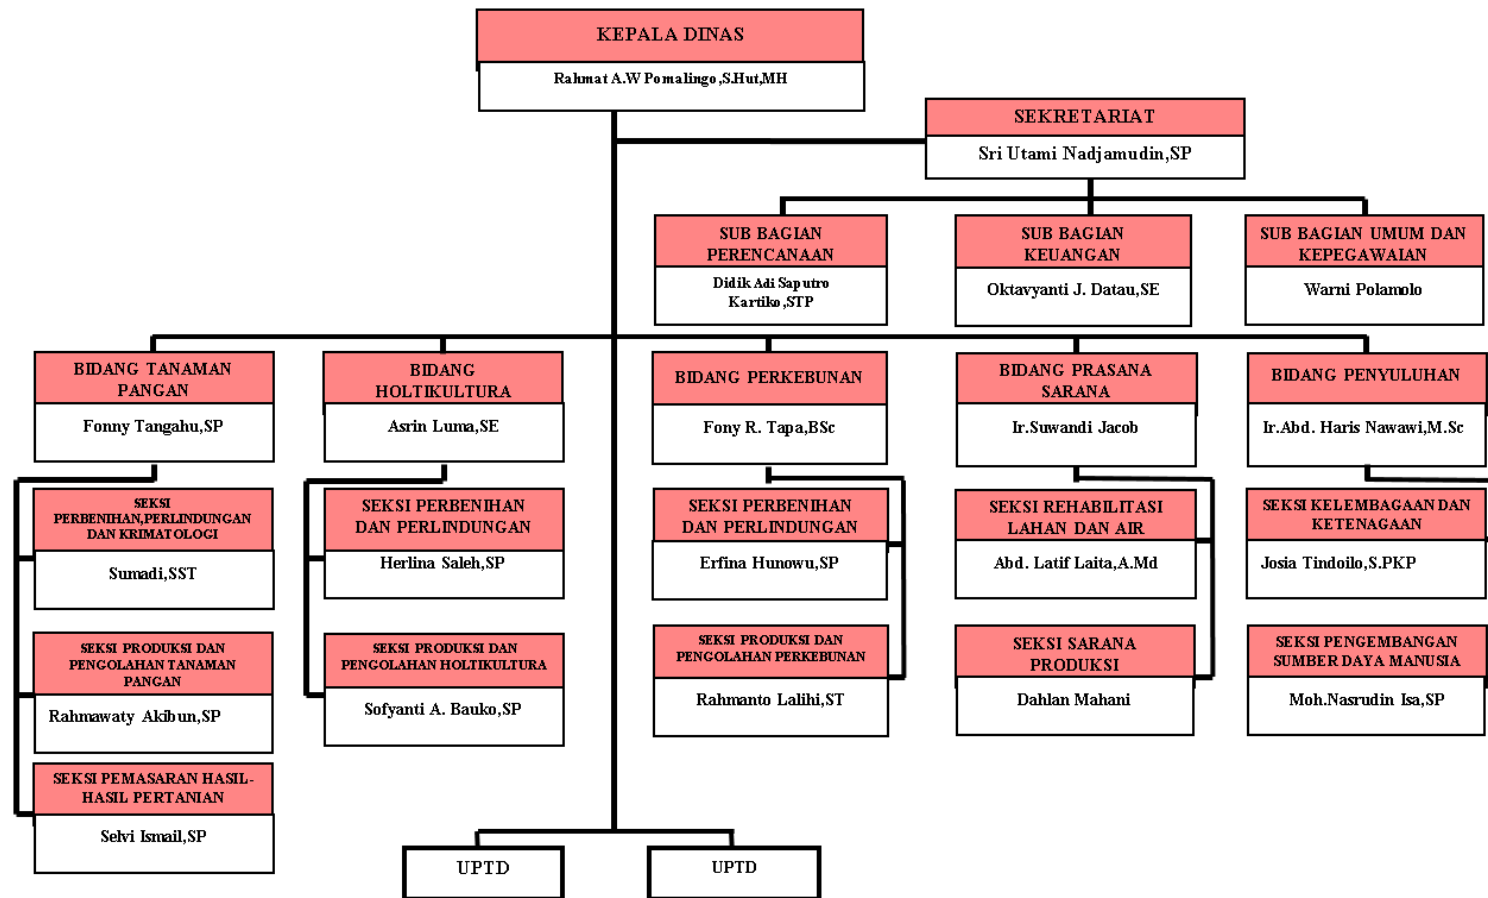 KEPALA DINAS
Rahmat A.W Pomalingo,S.Hut,MH
SEKRETARIAT
Sri Utami Nadjamudin,SP
SUB BAGIAN
PERENCANAAN
Didik Adi Saputro
Kartiko,STP
SUB BAGIAN
KEUANGAN
Oktavyanti J. Datau,SE
SUB BAGIAN UMUM DAN
KEPEGAWAIAN
Warni Polamolo
BIDANG TANAMAN
PANGAN
Fonny Tangahu,SP
BIDANG
HOLTIKULTURA
Asrin Luma,SE
BIDANG PERKEBUNAN
Fony R. Tapa,BSc
BIDANG PRASANA
SARANA
Ir.Suwandi Jacob
BIDANG PENYULUHAN
Ir.Abd. Haris Nawawi,M.Sc
SEKSI
PERBENIHAN,PERLINDUNGAN
DAN KRIMATOLOGI
Sumadi,SST
SEKSI PERBENIHAN
DAN PERLINDUNGAN
Herlina Saleh,SP
SEKSI PERBENIHAN
DAN PERLINDUNGAN
Erfina Hunowu,SP
SEKSI REHABILITASI
LAHAN DAN AIR
Abd. Latif Laita,A.Md
SEKSI KELEMBAGAAN DAN
KETENAGAAN
Josia Tindoilo,S.PKP
SEKSI PRODUKSI DAN
PENGOLAHAN TANAMAN
PANGAN
Rahmawaty Akibun,SP
SEKSI PRODUKSI DAN
PENGOLAHAN HOLTIKULTURA
Sofyanti A. Bauko,SP
SEKSI PRODUKSI DAN
PENGOLAHAN PERKEBUNAN
Rahmanto Lalihi,ST
SEKSI SARANA
PRODUKSI
Dahlan Mahani
SEKSI PENGEMBANGAN
SUMBER DAYA MANUSIA
Moh.Nasrudin Isa,SP
SEKSI PEMASARAN HASIL-
HASIL PERTANIAN
Selvi Ismail,SP
UPTD
UPTD